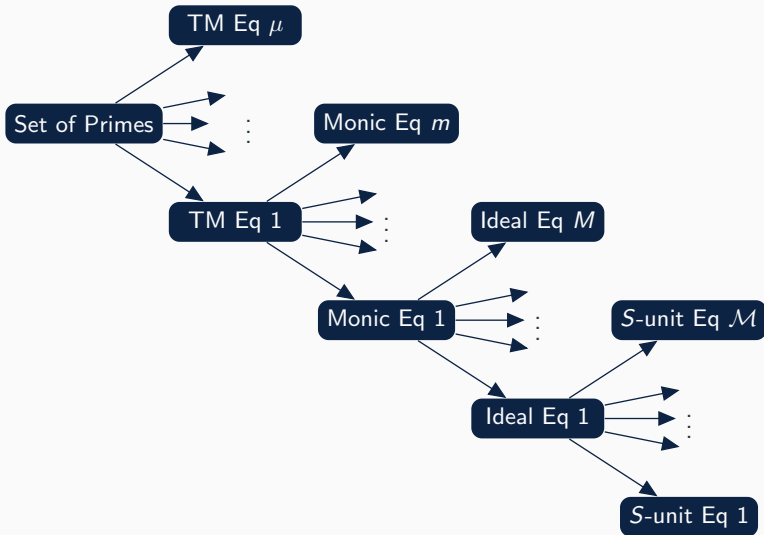 TM Eq μ
Set of Primes
⋮
Monic Eq m
TM Eq 1
⋮
Ideal Eq M
Monic Eq 1
⋮
S-unit Eq ℳ
Ideal Eq 1
⋮
S-unit Eq 1